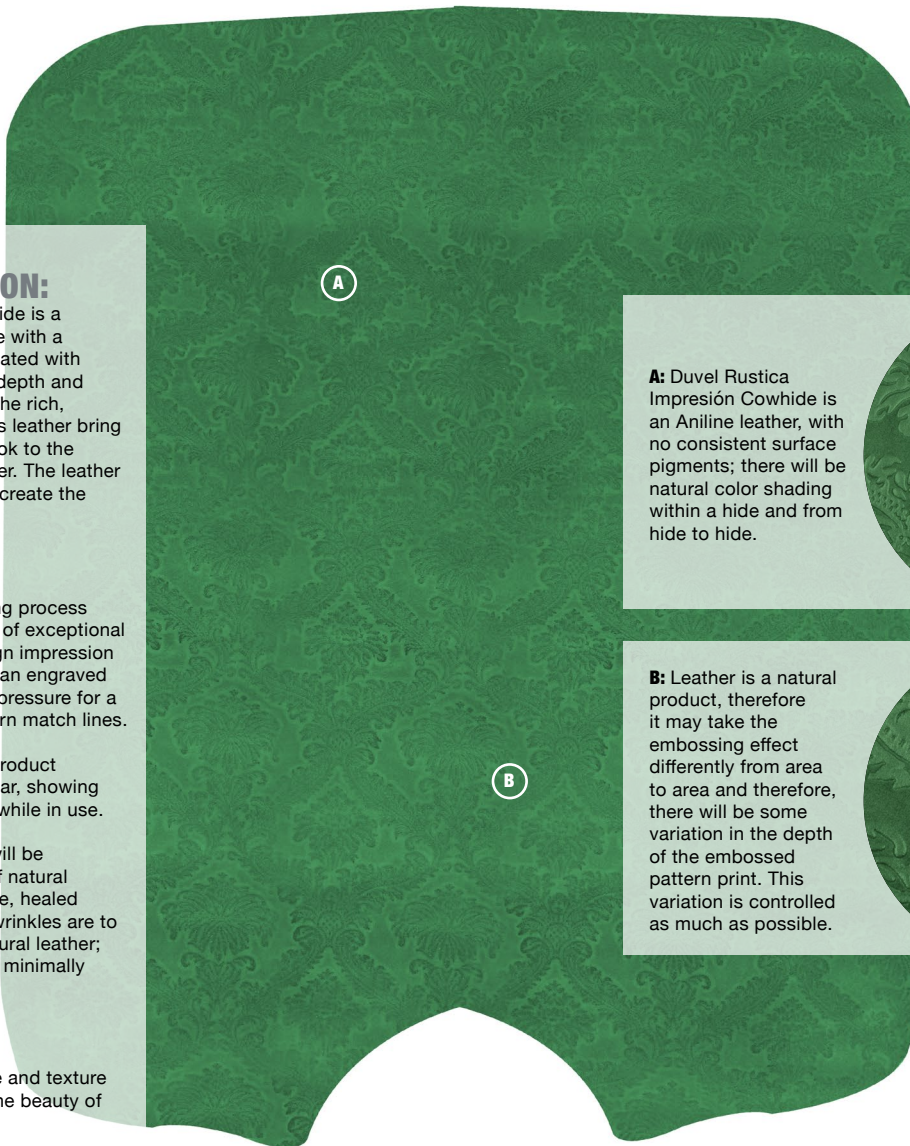 ON:
ide is a
e with a
ated with
depth and
he rich,
s leather bring
ok to the
er. The leather
create the
ng process
of exceptional
gn impression
an engraved
pressure for a
rn match lines.
roduct
ar, showing
while in use.
will be
f natural
e, healed
wrinkles are to
ural leather;
minimally
e and texture
he beauty of
A
A: Duvel Rustica
Impresión Cowhide is
an Aniline leather, with
no consistent surface
pigments; there will be
natural color shading
within a hide and from
hide to hide.
B
B: Leather is a natural
product, therefore
it may take the
embossing effect
differently from area
to area and therefore,
there will be some
variation in the depth
of the embossed
pattern print. This
variation is controlled
as much as possible.